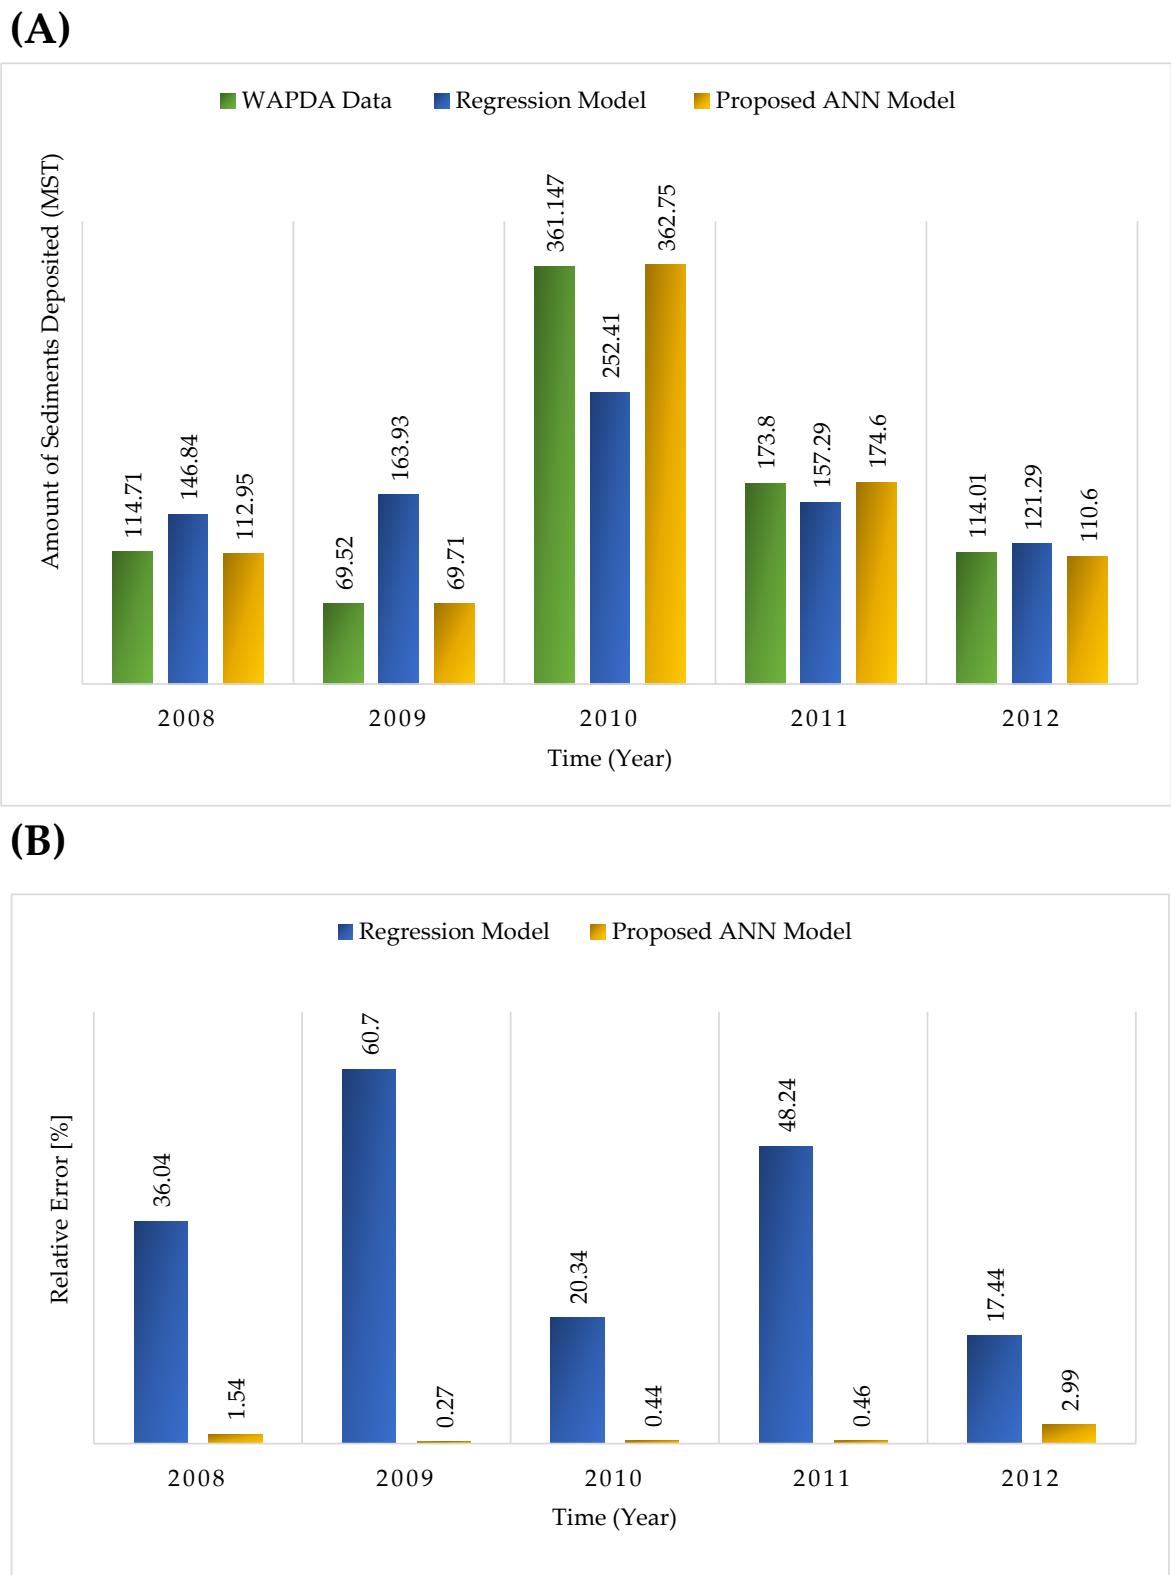 (A)
WAPDA Data Regression Model Proposed ANN Model
Amount of Sediments Deposited (MST)
114.71 146.84 112.95
69.52 163.93 69.71
361.147 252.41 362.75
173.8 157.29 174.6
114.01 121.29 110.6
2008 2009 2010 2011 2012
Time (Year)
(B)
Regression Model Proposed ANN Model
Relative Error [%]
36.04 1.54
60.7 0.27
20.34 0.44
48.24 0.46
17.44 2.99
2008 2009 2010 2011 2012
Time (Year)